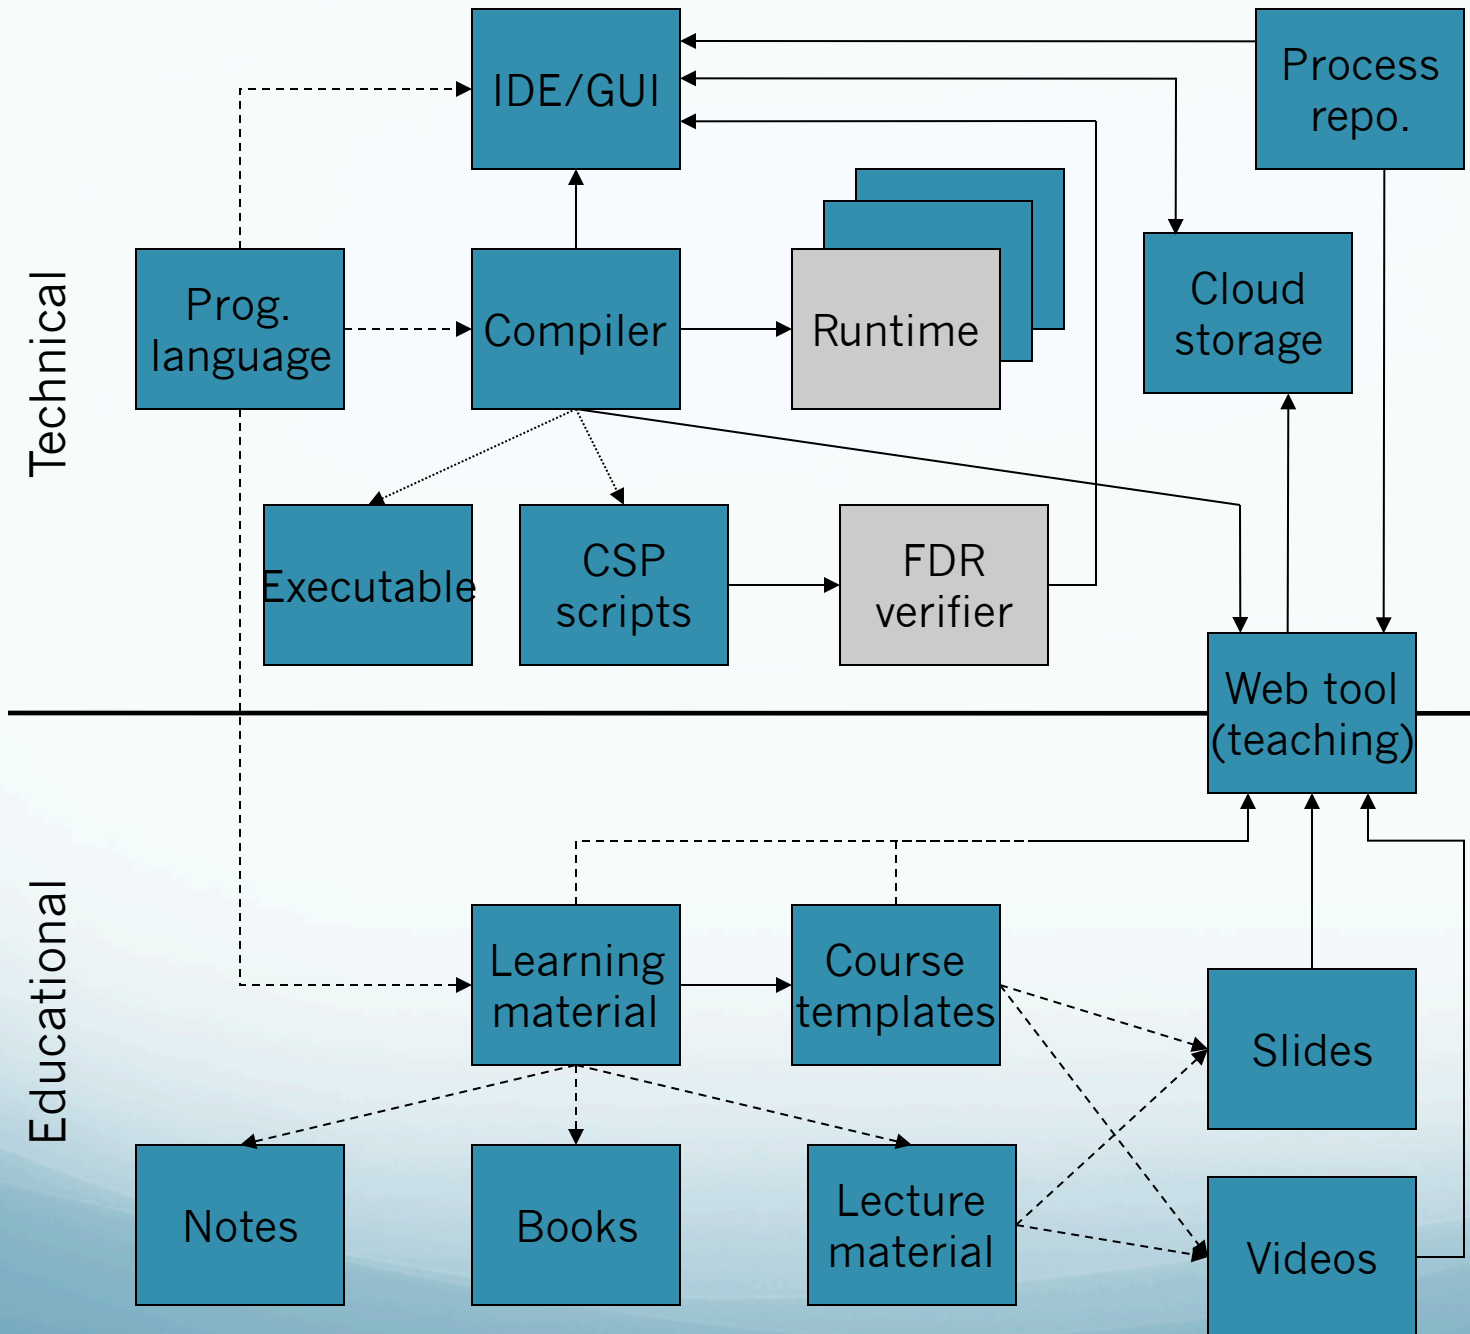 IDE/GUI
Process
repo.
Technical
Prog.
language
Compiler
Runtime
Cloud
storage
Executable
CSP
scripts
FDR
verifier
Web tool
(teaching)
Educational
Learning
material
Course
templates
Slides
Notes
Books
Lecture
material
Videos